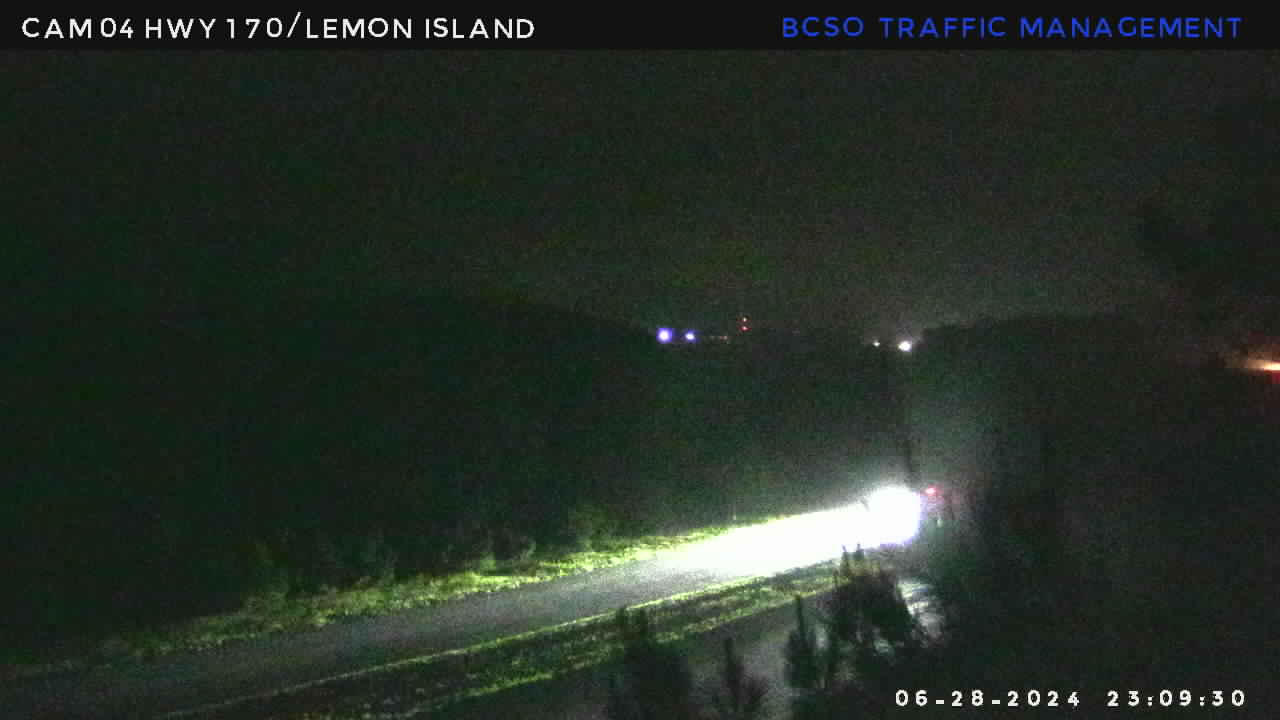 CAM04 HWY 170/LEMON ISLAND
BCSO TRAFFIC MANAGEMENT
06-28-2024 23:09:30